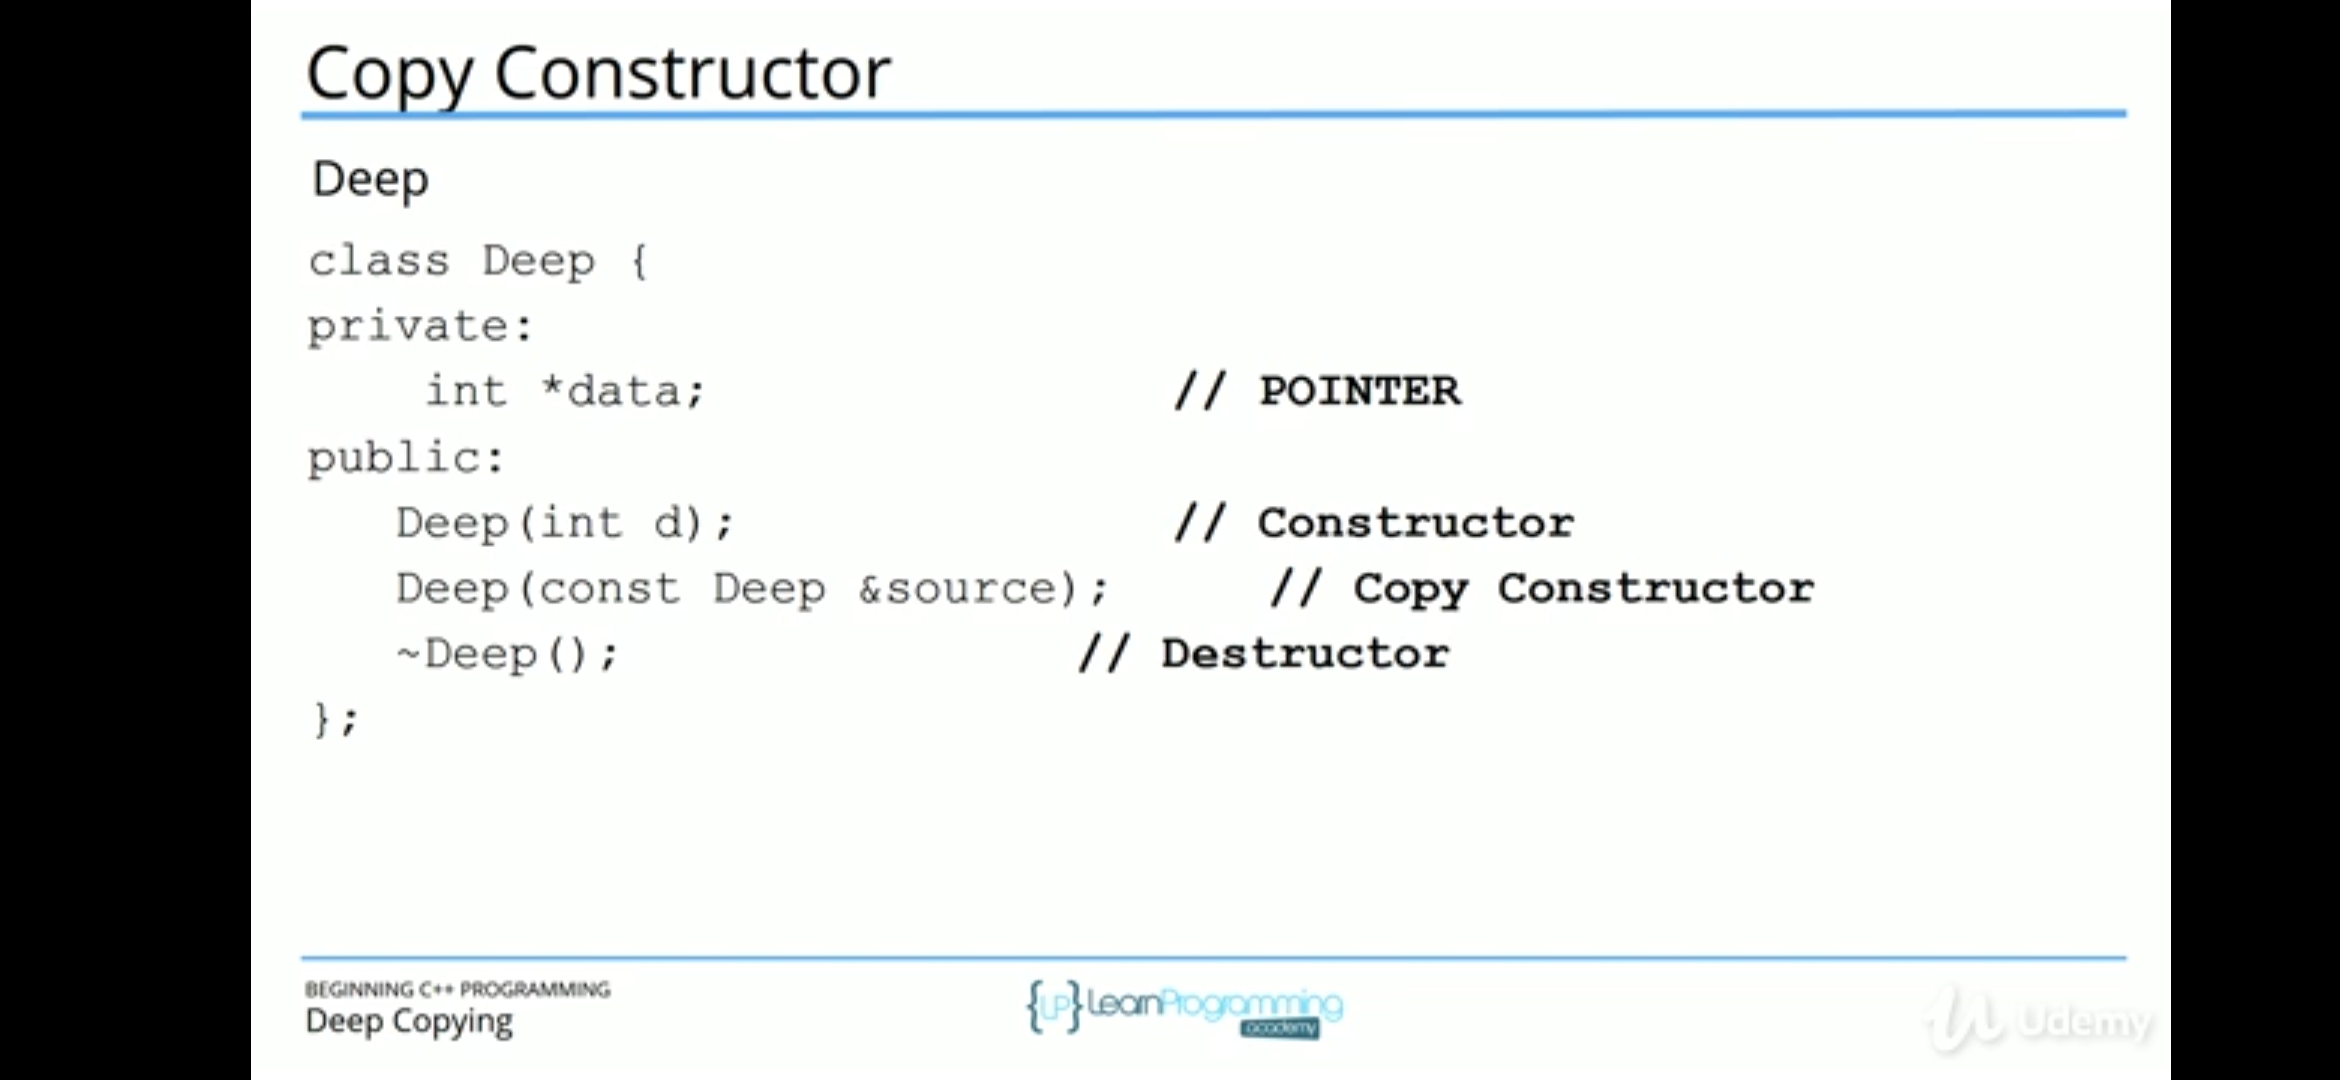 Copy Constructor
Deep
class Deep {
private:
    int *data;                // POINTER
public:
   Deep(int d);               // Constructor
   Deep(const Deep &source);     // Copy Constructor
   ~Deep();                // Destructor
};
BEGINNING C++ PROGRAMMING
Deep Copying
{LP} LearnProgramming
academy
Udemy